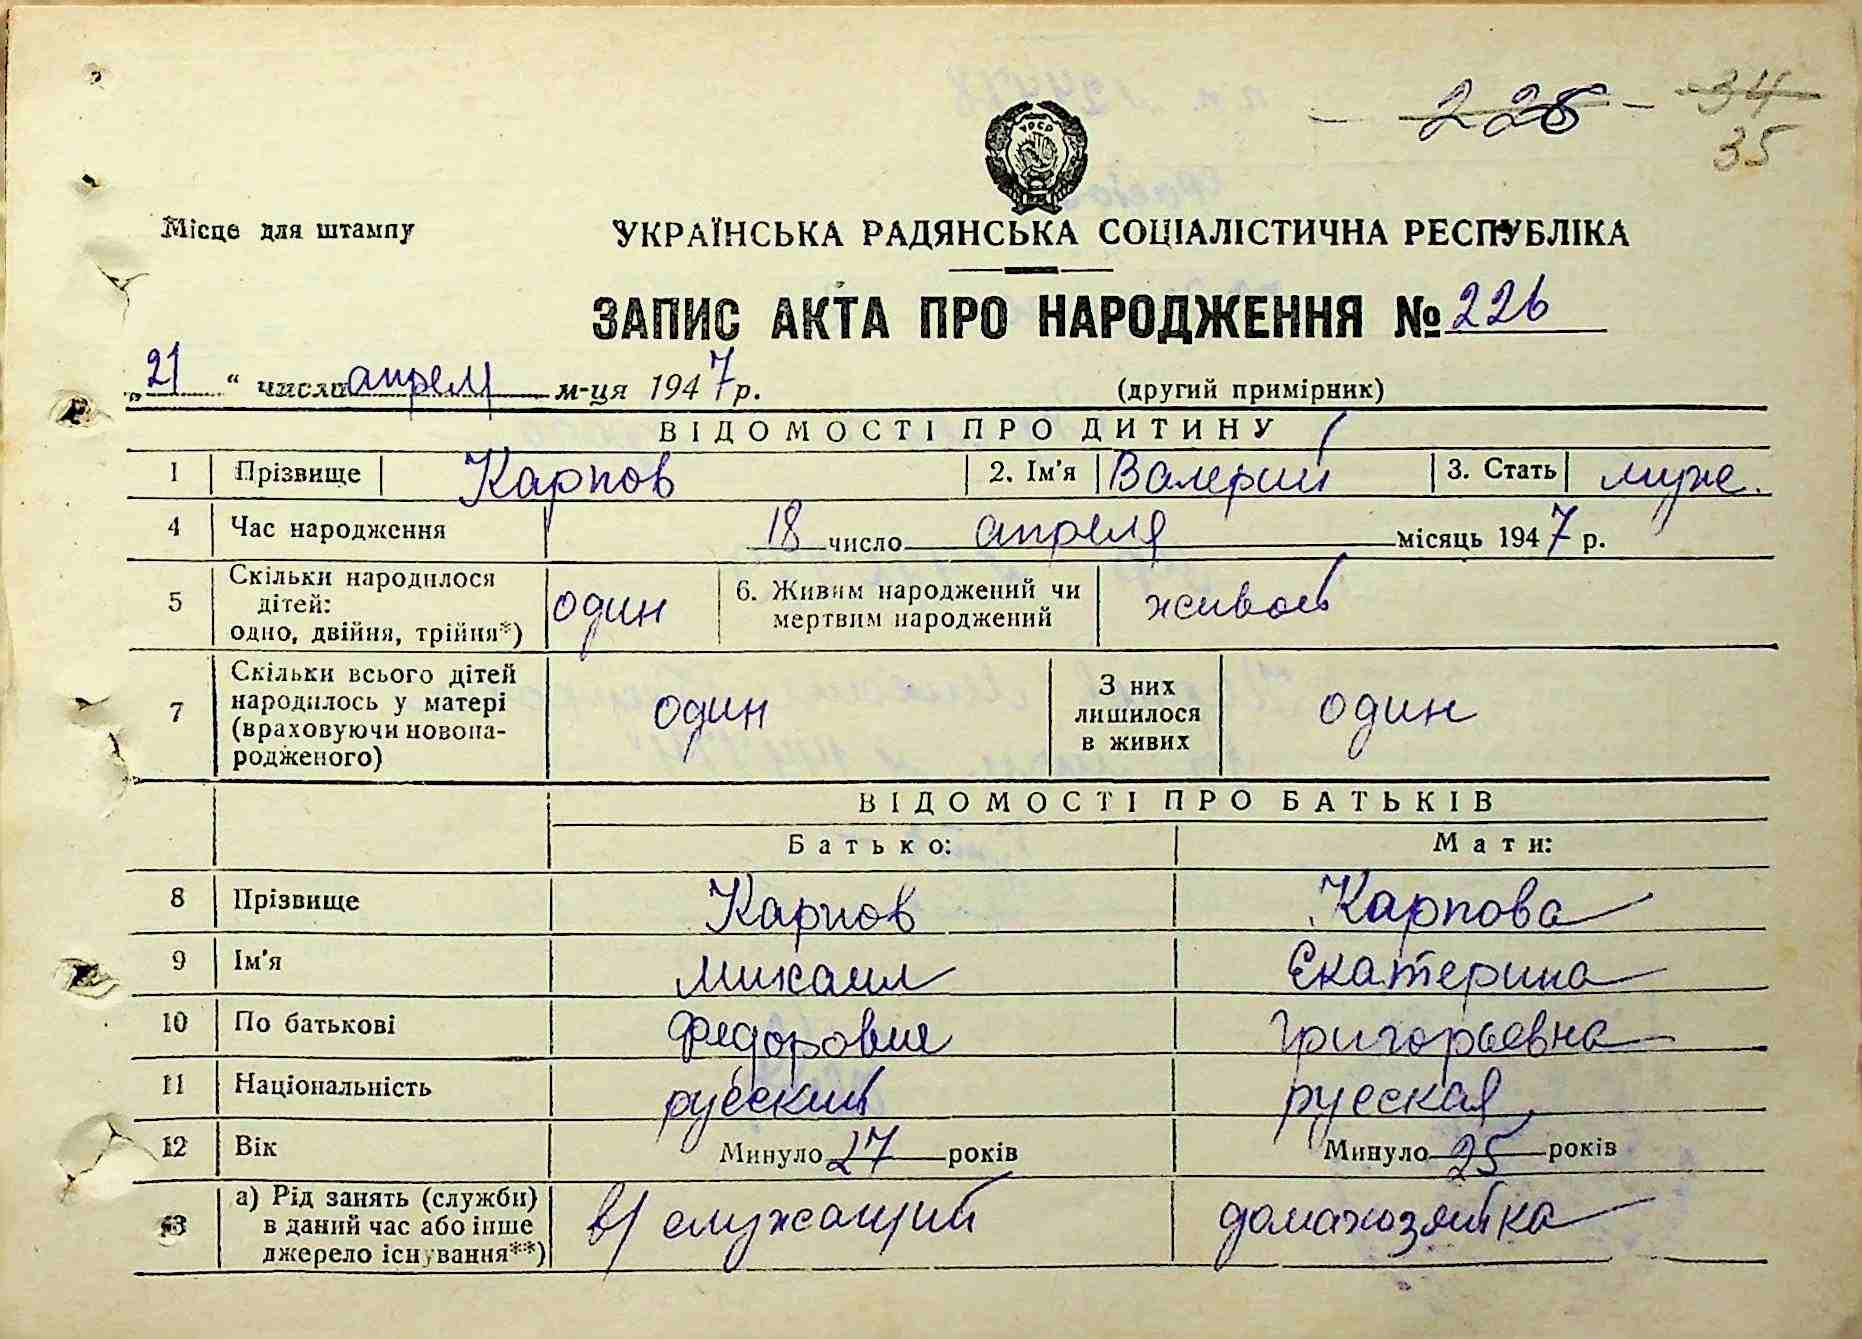 - 228 - 34
35
УРСР
Місце для штампу
УКРАЇНСЬКА РАДЯНСЬКА СОЦІАЛІСТИЧНА РЕСПУБЛІКА
ЗАПИС АКТА ПРО НАРОДЖЕННЯ № 226
„21“ числа апреля м-ця 1947 р. (другий примірник)
ВІДОМОСТІ ПРО ДИТИНУ
1 Прізвище Карпов 2. Ім'я Валерий 3. Стать муж.
4 Час народження 18 число апреля місяць 1947 р.
5 Скільки народилося дітей: одно, двійня, трійня*) один 6. Живим народжений чи мертвим народжений живой
7 Скільки всього дітей народилось у матері (враховуючи новонародженого) один З них лишилося в живих один
ВІДОМОСТІ ПРО БАТЬКІВ
Батько: Мати:
8 Прізвище Карпов Карпова
9 Ім'я Михаил Екатерина
10 По батькові Федорович Григорьевна
11 Національність русский русская
12 Вік Минуло 27 років Минуло 25 років
13 а) Рід занять (служби) в даний час або інше джерело існування**) в/служащий домахозяйка